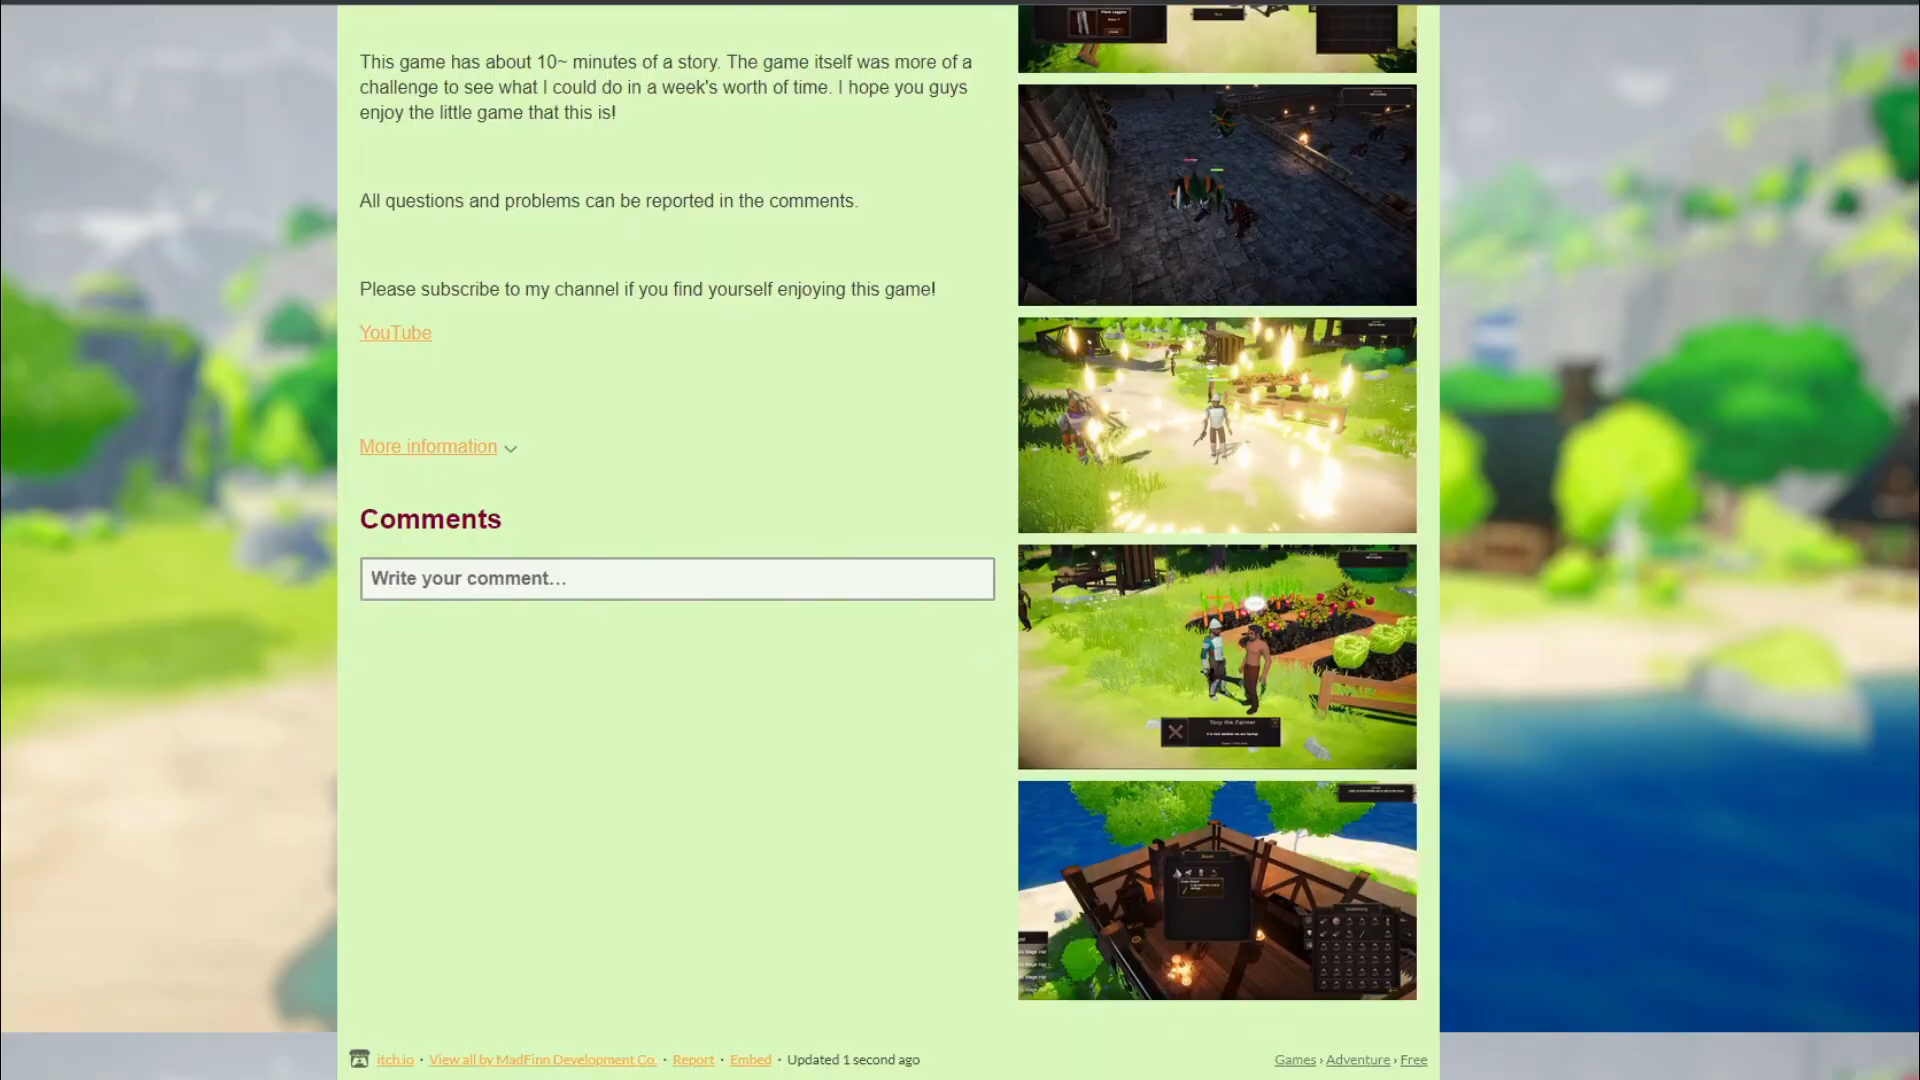 This game has about 10~ minutes of a story. The game itself was more of a
challenge to see what I could do in a week's worth of time. I hope you guys
enjoy the little game that this is!
All questions and problems can be reported in the comments.
Please subscribe to my channel if you find yourself enjoying this game!
YouTube
More information
Comments
Write your comment...
Tony the Farmer
Inventory
itch.io · View all by MadFinn Development Co. · Report · Embed · Updated 1 second ago
Games › Adventure › Free